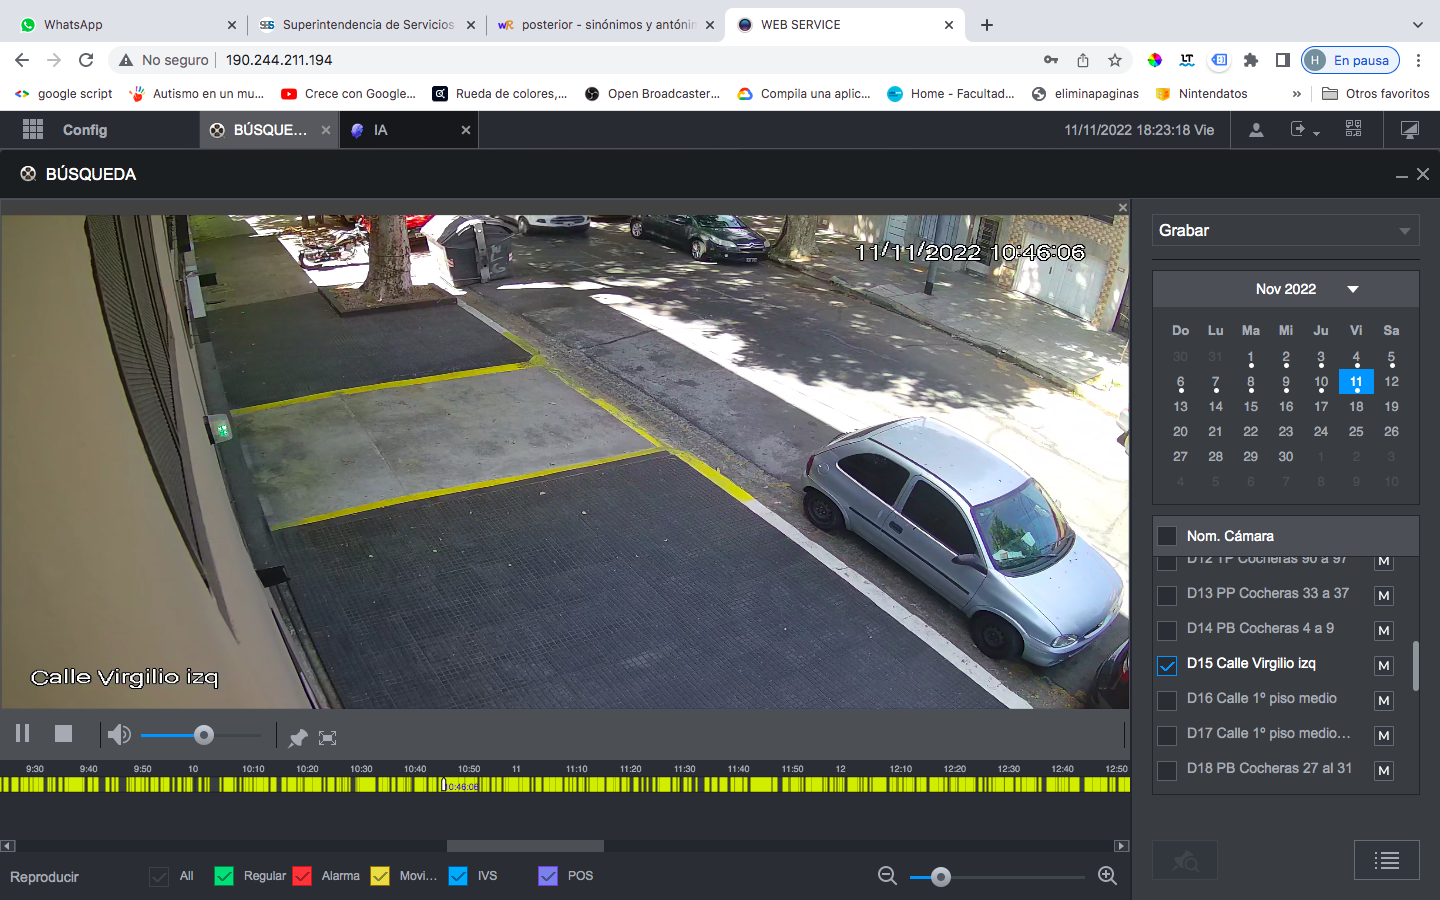 WhatsApp
Superintendencia de Servicios
wR posterior - sinónimos y antónim
WEB SERVICE
No seguro 190.244.211.194
H En pausa
google script
Autismo en un mu...
Crece con Google...
Rueda de colores,...
Open Broadcaster...
Compila una aplic...
Home - Facultad...
eliminapaginas
Nintendatos
»
Otros favoritos
Config
BÚSQUE...
IA
11/11/2022 18:23:18 Vie
BÚSQUEDA
11/11/2022 10:46:06
Calle Virgilio izq
Grabar
Nov 2022
Do Lu Ma Mi Ju Vi Sa
30 31 1 2 3 4 5
6 7 8 9 10 11 12
13 14 15 16 17 18 19
20 21 22 23 24 25 26
27 28 29 30 1 2 3
4 5 6 7 8 9 10
Nom. Cámara
D12 TP Cocheras 90 a 97 M
D13 PP Cocheras 33 a 37 M
D14 PB Cocheras 4 a 9 M
D15 Calle Virgilio izq M
D16 Calle 1º piso medio M
D17 Calle 1º piso medio... M
D18 PB Cocheras 27 al 31 M
9:30 9:40 9:50 10 10:10 10:20 10:30 10:40 10:50 11 11:10 11:20 11:30 11:40 11:50 12 12:10 12:20 12:30 12:40 12:50
0:46:06
Reproducir
All
Regular
Alarma
Movi...
IVS
POS